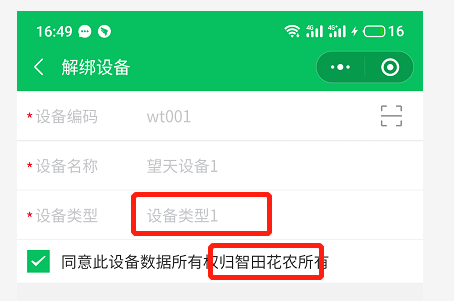 16:49 4G 4G+ 16
解绑设备
*设备编码 wt001
*设备名称 望天设备1
*设备类型 设备类型1
同意此设备数据所有权归智田花农所有